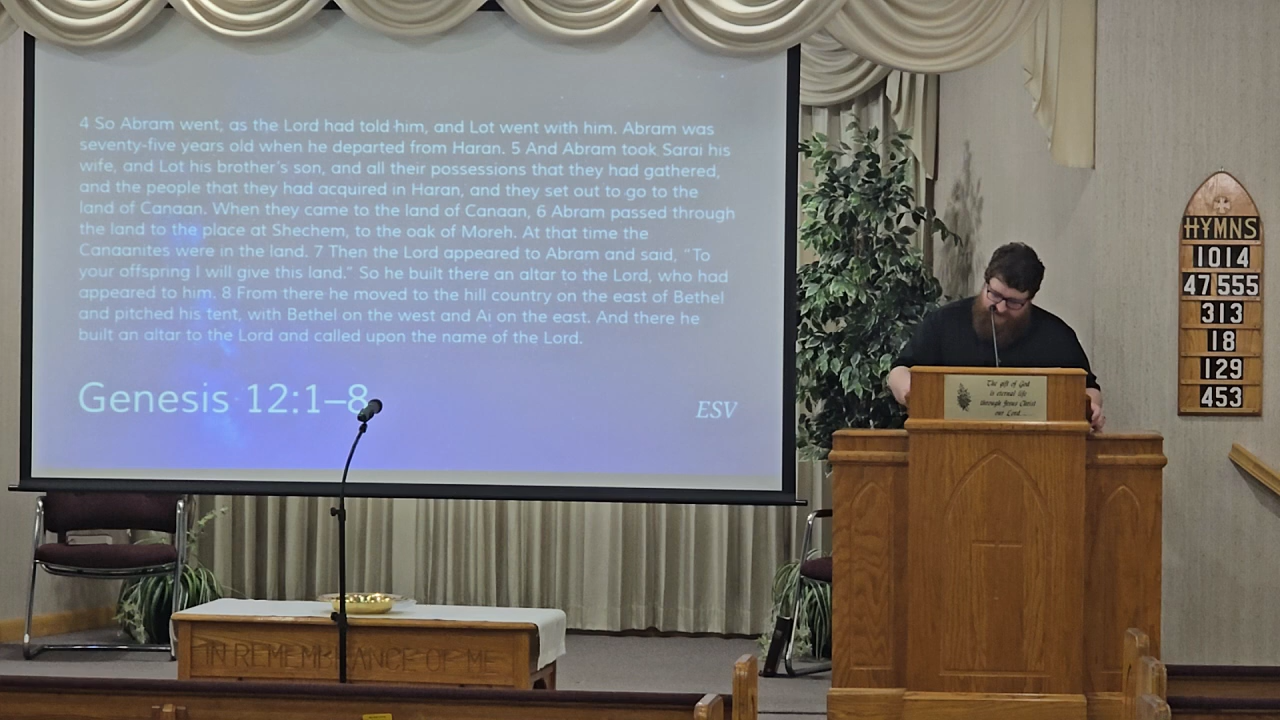 4 So Abram went, as the Lord had told him, and Lot went with him. Abram was
seventy-five years old when he departed from Haran. 5 And Abram took Sarai his
wife, and Lot his brother's son, and all their possessions that they had gathered,
and the people that they had acquired in Haran, and they set out to go to the
land of Canaan. When they came to the land of Canaan, 6 Abram passed through
the land to the place at Shechem, to the oak of Moreh. At that time the
Canaanites were in the land. 7 Then the Lord appeared to Abram and said, "To
your offspring I will give this land." So he built there an altar to the Lord, who had
appeared to him. 8 From there he moved to the hill country on the east of Bethel
and pitched his tent, with Bethel on the west and Ai on the east. And there he
built an altar to the Lord and called upon the name of the Lord.
Genesis 12:1–8
ESV
IN REMEMBRANCE OF ME
The gift of God
is eternal life
through Jesus Christ
our Lord...
HYMNS
1014
47 555
313
18
129
453